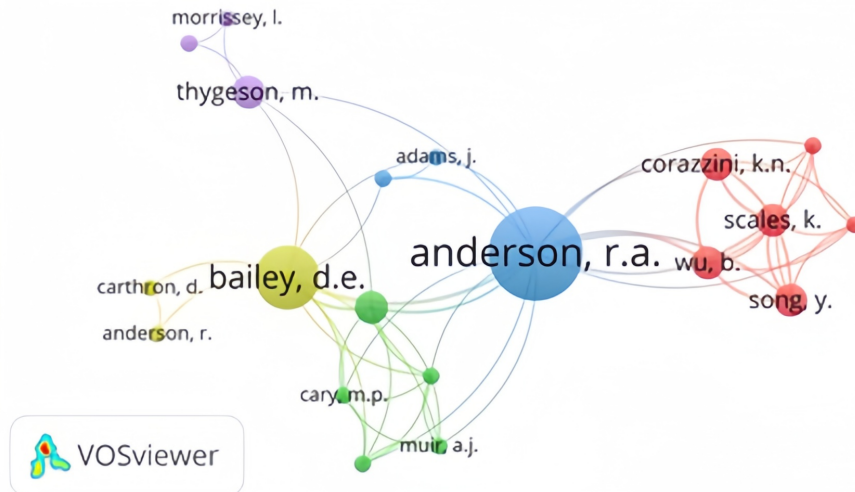 morrissey, l.
thygeson, m.
adams, j.
corazzini, k.n.
scales, k.
anderson, r.a.
wu, b.
bailey, d.e.
carthron, d.
song, y.
anderson, r.
cary, m.p.
muir, a.j.
VOSviewer